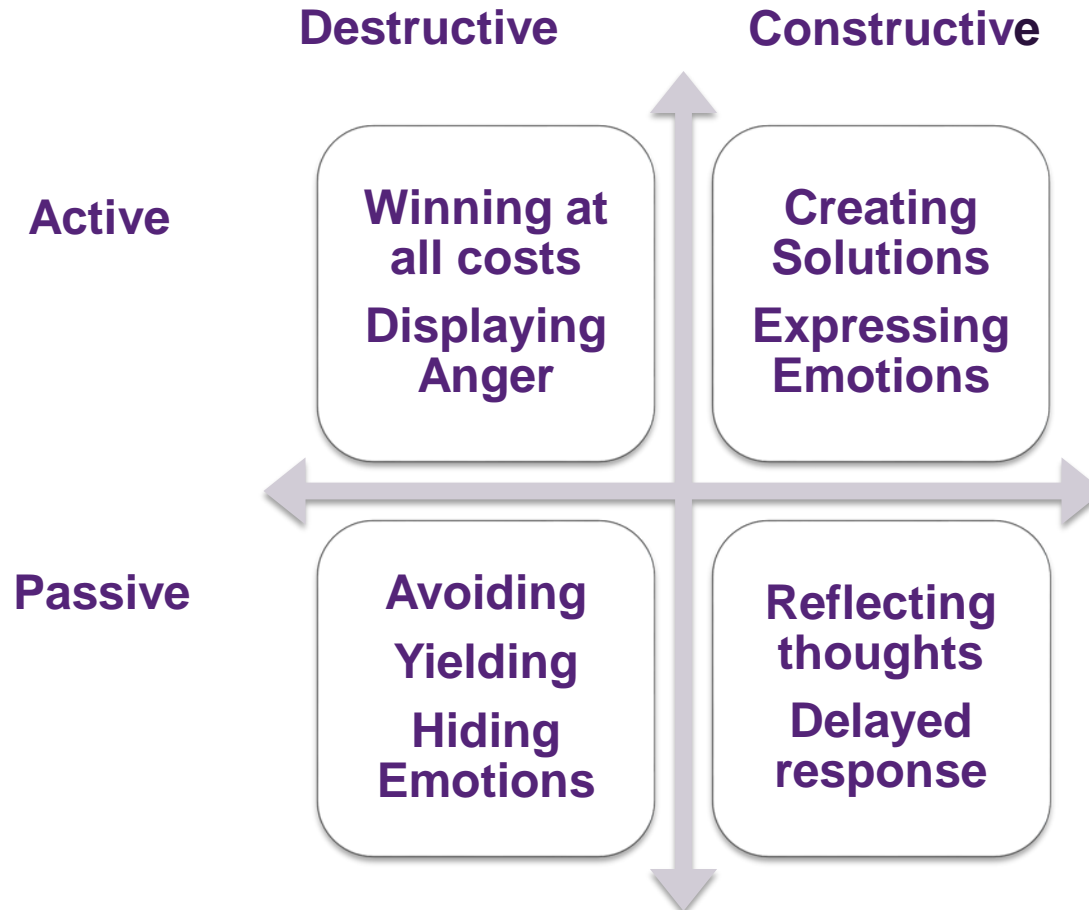 Destructive
Constructive
Active
Winning at
all costs
Displaying
Anger
Creating
Solutions
Expressing
Emotions
Passive
Avoiding
Yielding
Hiding
Emotions
Reflecting
thoughts
Delayed
response